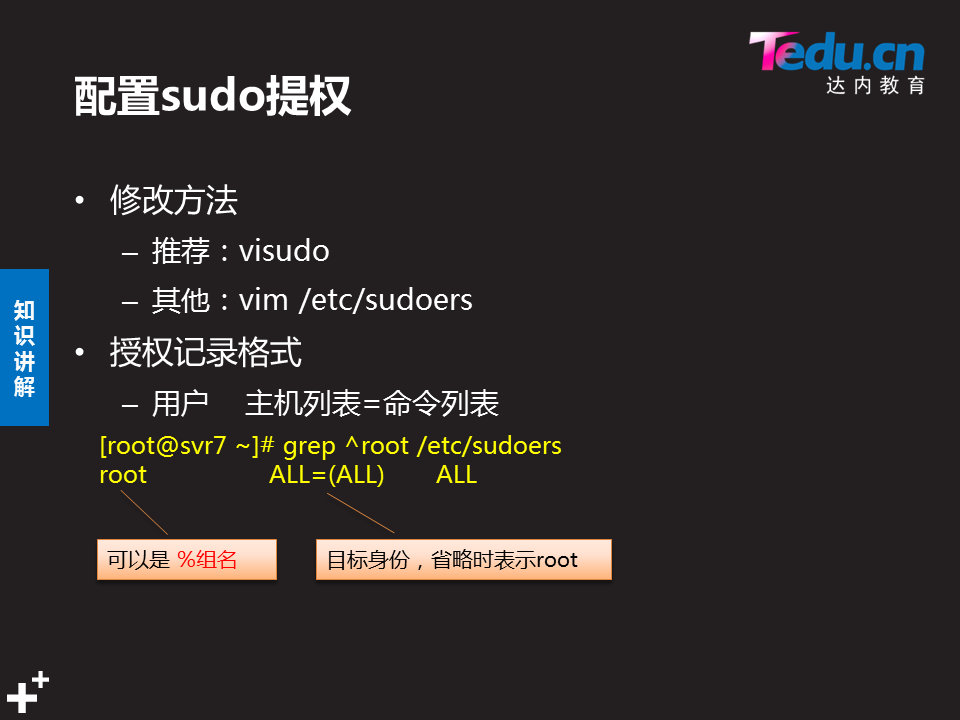 Tedu.cn
达内教育
配置sudo提权
• 修改方法
– 推荐：visudo
– 其他：vim /etc/sudoers
• 授权记录格式
– 用户 主机列表=命令列表
[root@svr7 ~]# grep ^root /etc/sudoers
root ALL=(ALL) ALL
可以是 %组名
目标身份，省略时表示root
知识讲解